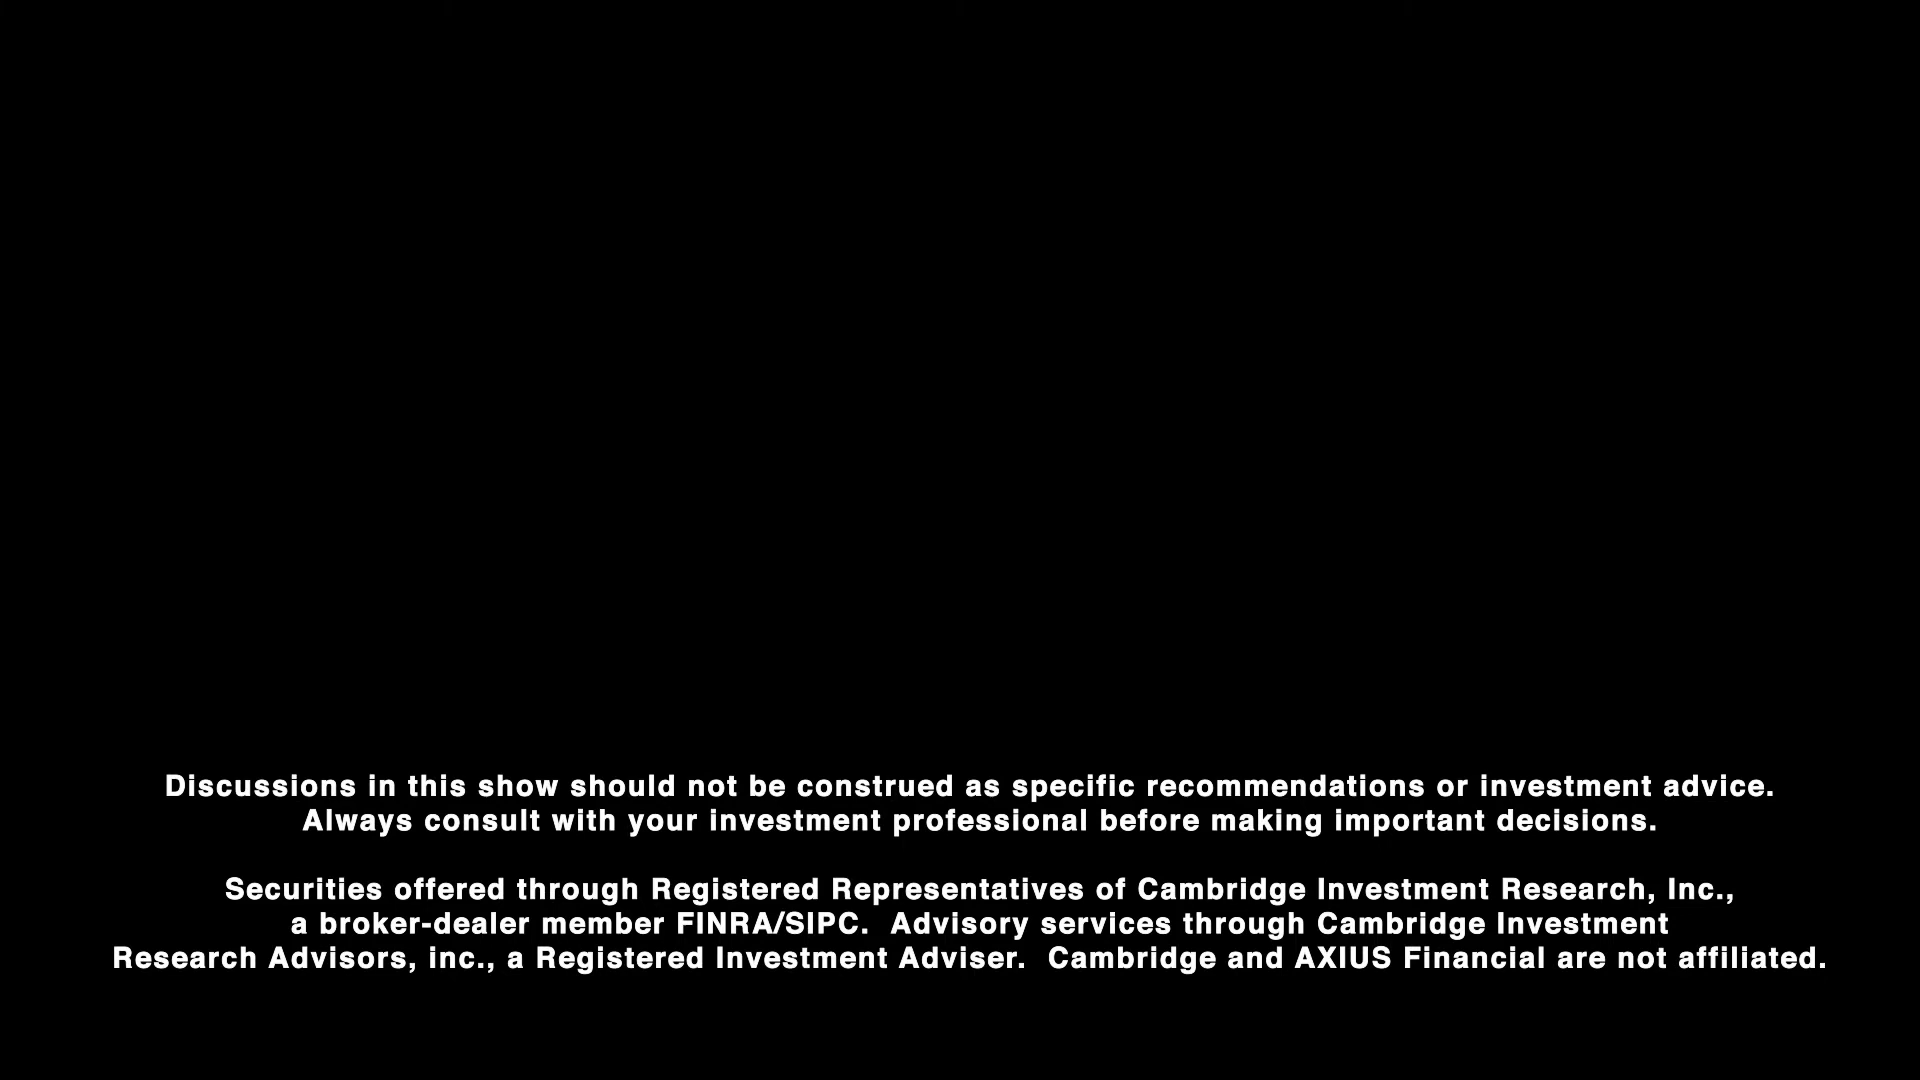 Discussions in this show should not be construed as specific recommendations or investment advice.
Always consult with your investment professional before making important decisions.
Securities offered through Registered Representatives of Cambridge Investment Research, Inc.,
a broker-dealer member FINRA/SIPC.  Advisory services through Cambridge Investment
Research Advisors, inc., a Registered Investment Adviser.  Cambridge and AXIUS Financial are not affiliated.